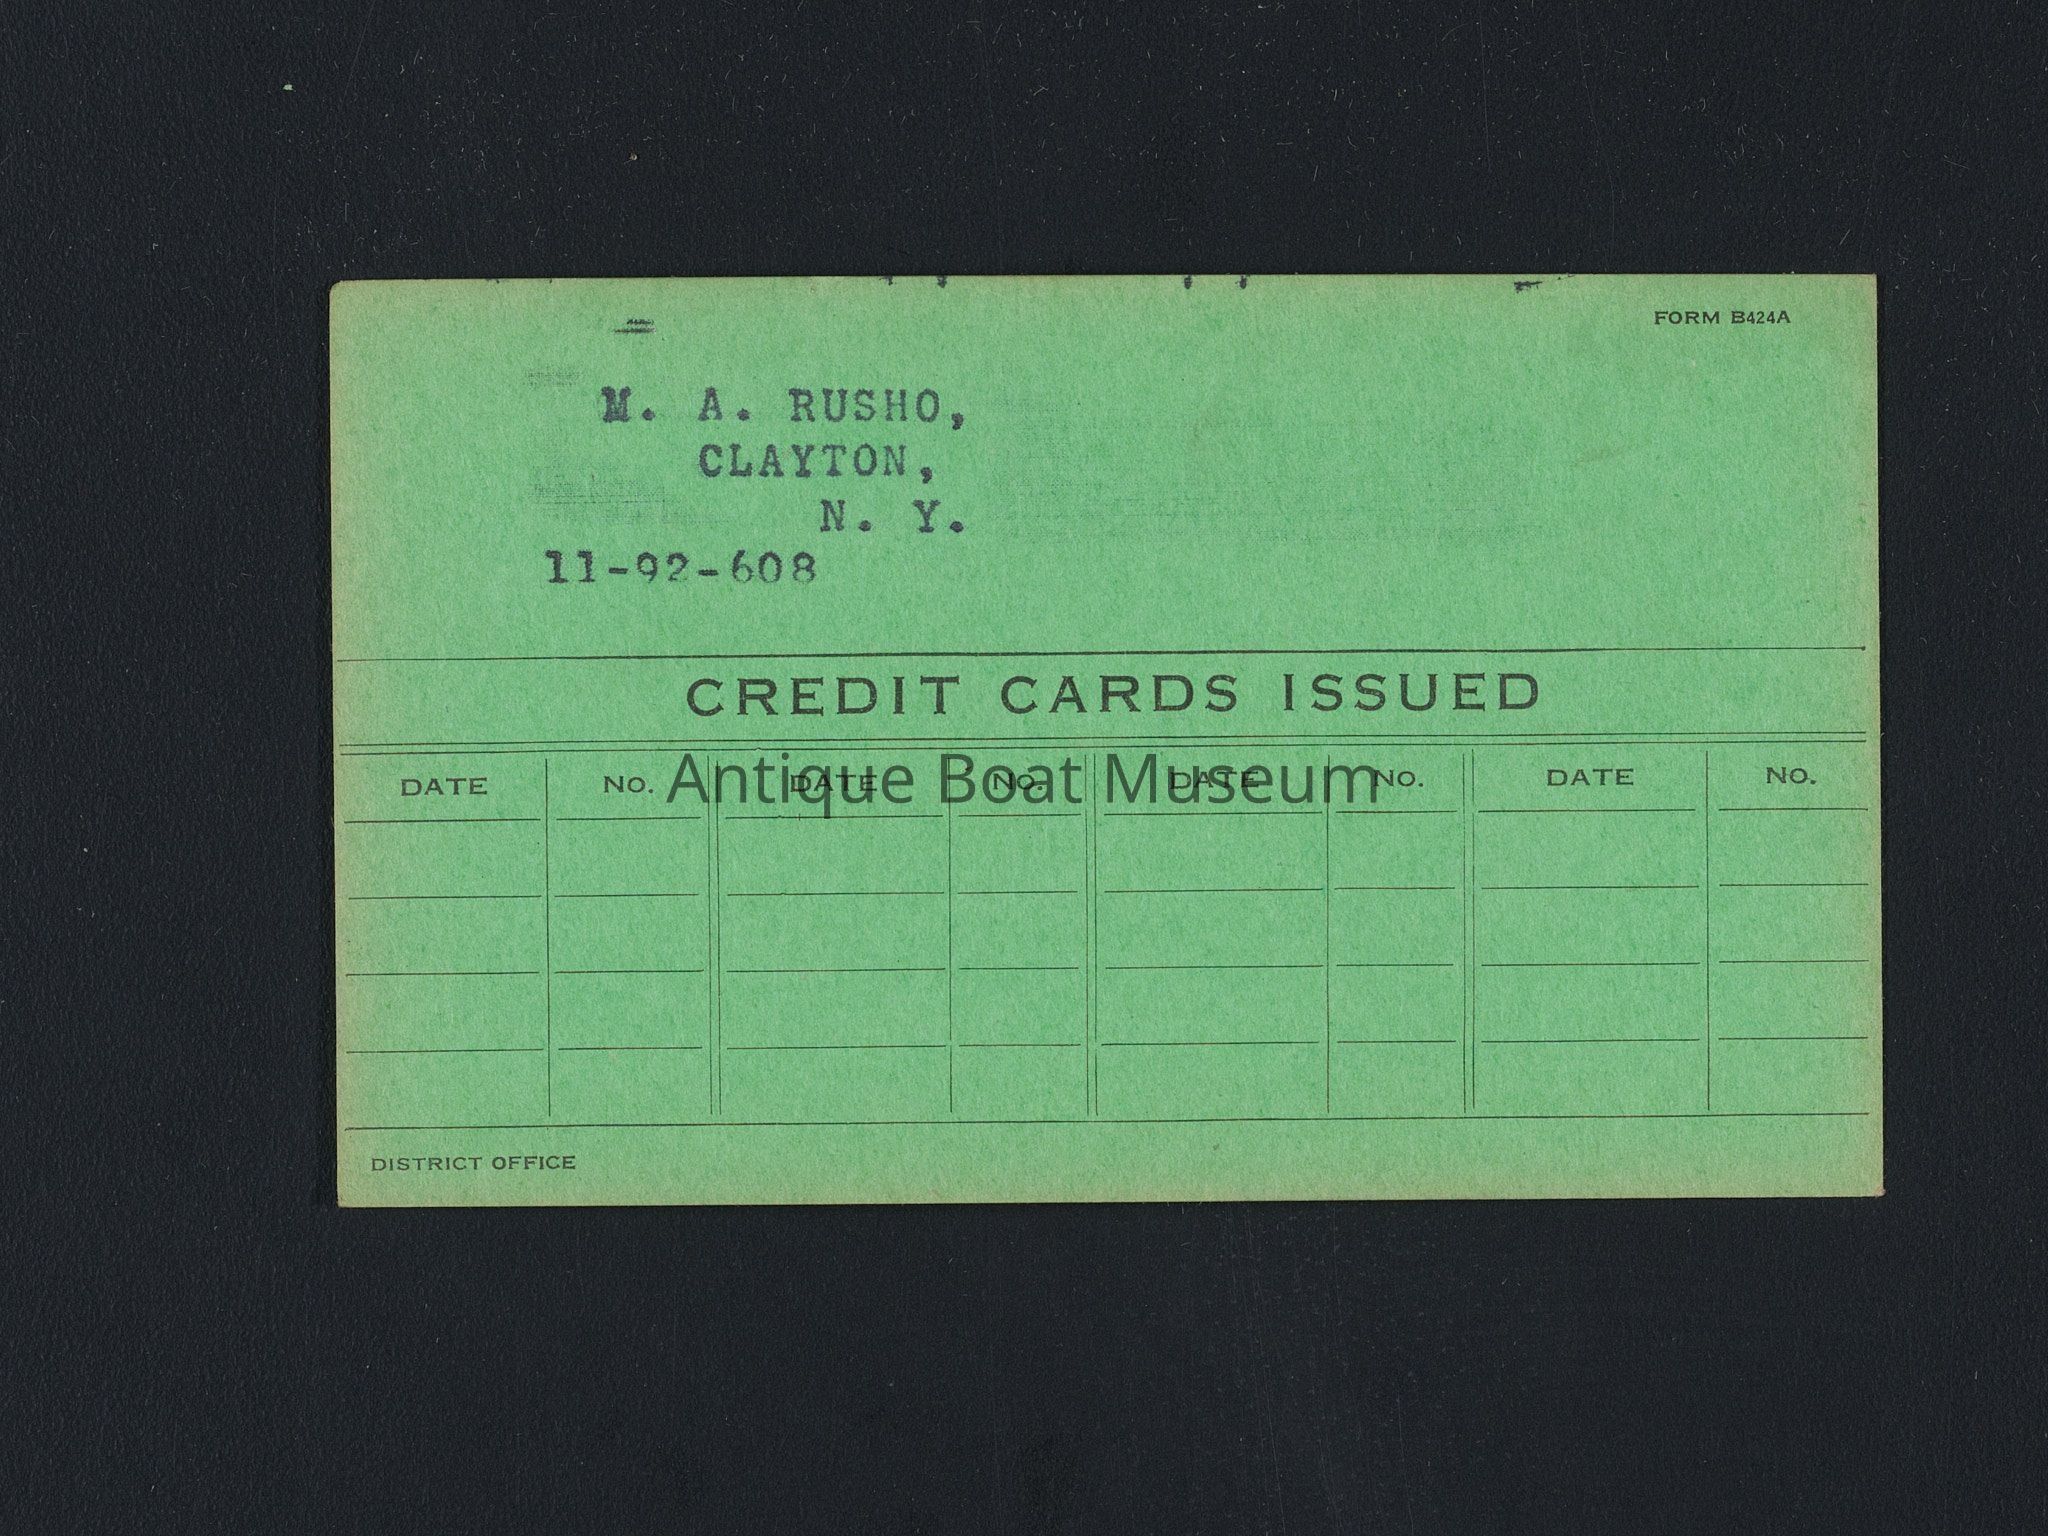 FORM B424A
M. A. RUSHO,
CLAYTON,
N. Y.
11-92-608
CREDIT CARDS ISSUED
DATE No. DATE No. DATE No. DATE No.
Antique Boat Museum
DISTRICT OFFICE